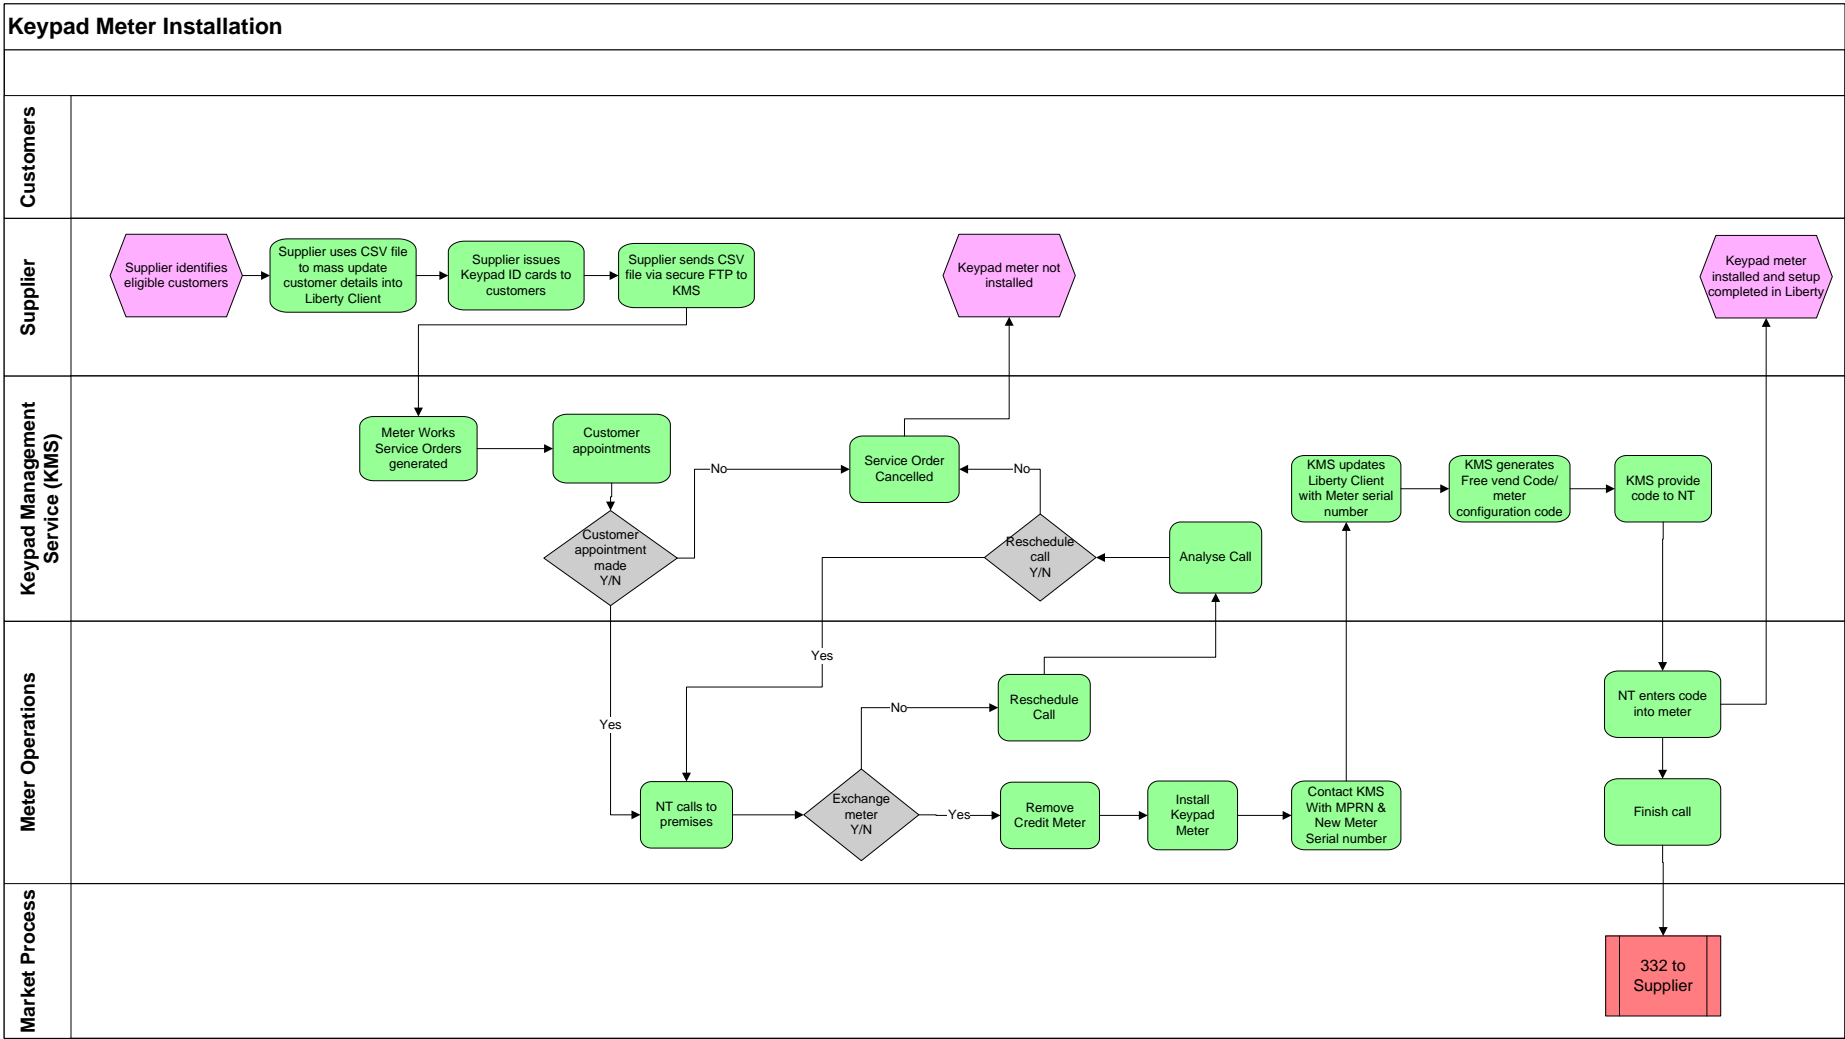 Keypad Meter Installation
Customers
Supplier
Supplier identifies
eligible customers
Supplier uses CSV file
to mass update
customer details into
Liberty Client
Supplier issues
Keypad ID cards to
customers
Supplier sends CSV
file via secure FTP to
KMS
Keypad meter not
installed
Keypad meter
installed and setup
completed in Liberty
Keypad Management
Service (KMS)
Meter Works
Service Orders
generated
Customer
appointments
Customer
appointment
made
Y/N
No
Service Order
Cancelled
No
Reschedule
call
Y/N
Analyse Call
KMS updates
Liberty Client
with Meter serial
number
KMS generates
Free vend Code/
meter
configuration code
KMS provide
code to NT
Meter Operations
Yes
Yes
NT calls to
premises
Exchange
meter
Y/N
No
Reschedule
Call
Yes
Remove
Credit Meter
Install
Keypad
Meter
Contact KMS
With MPRN &
New Meter
Serial number
NT enters code
into meter
Finish call
Market Process
332 to
Supplier